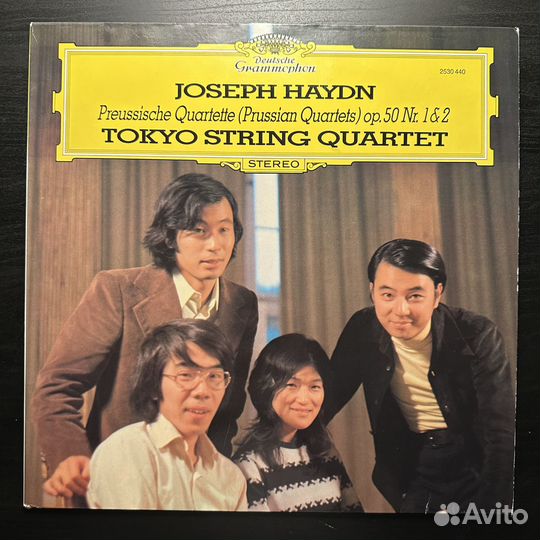 Deutsche
Grammophon
2530 440
JOSEPH HAYDN
Preussische Quartette (Prussian Quartets) op. 50 Nr. 1 & 2
TOKYO STRING QUARTET
STEREO
Avito